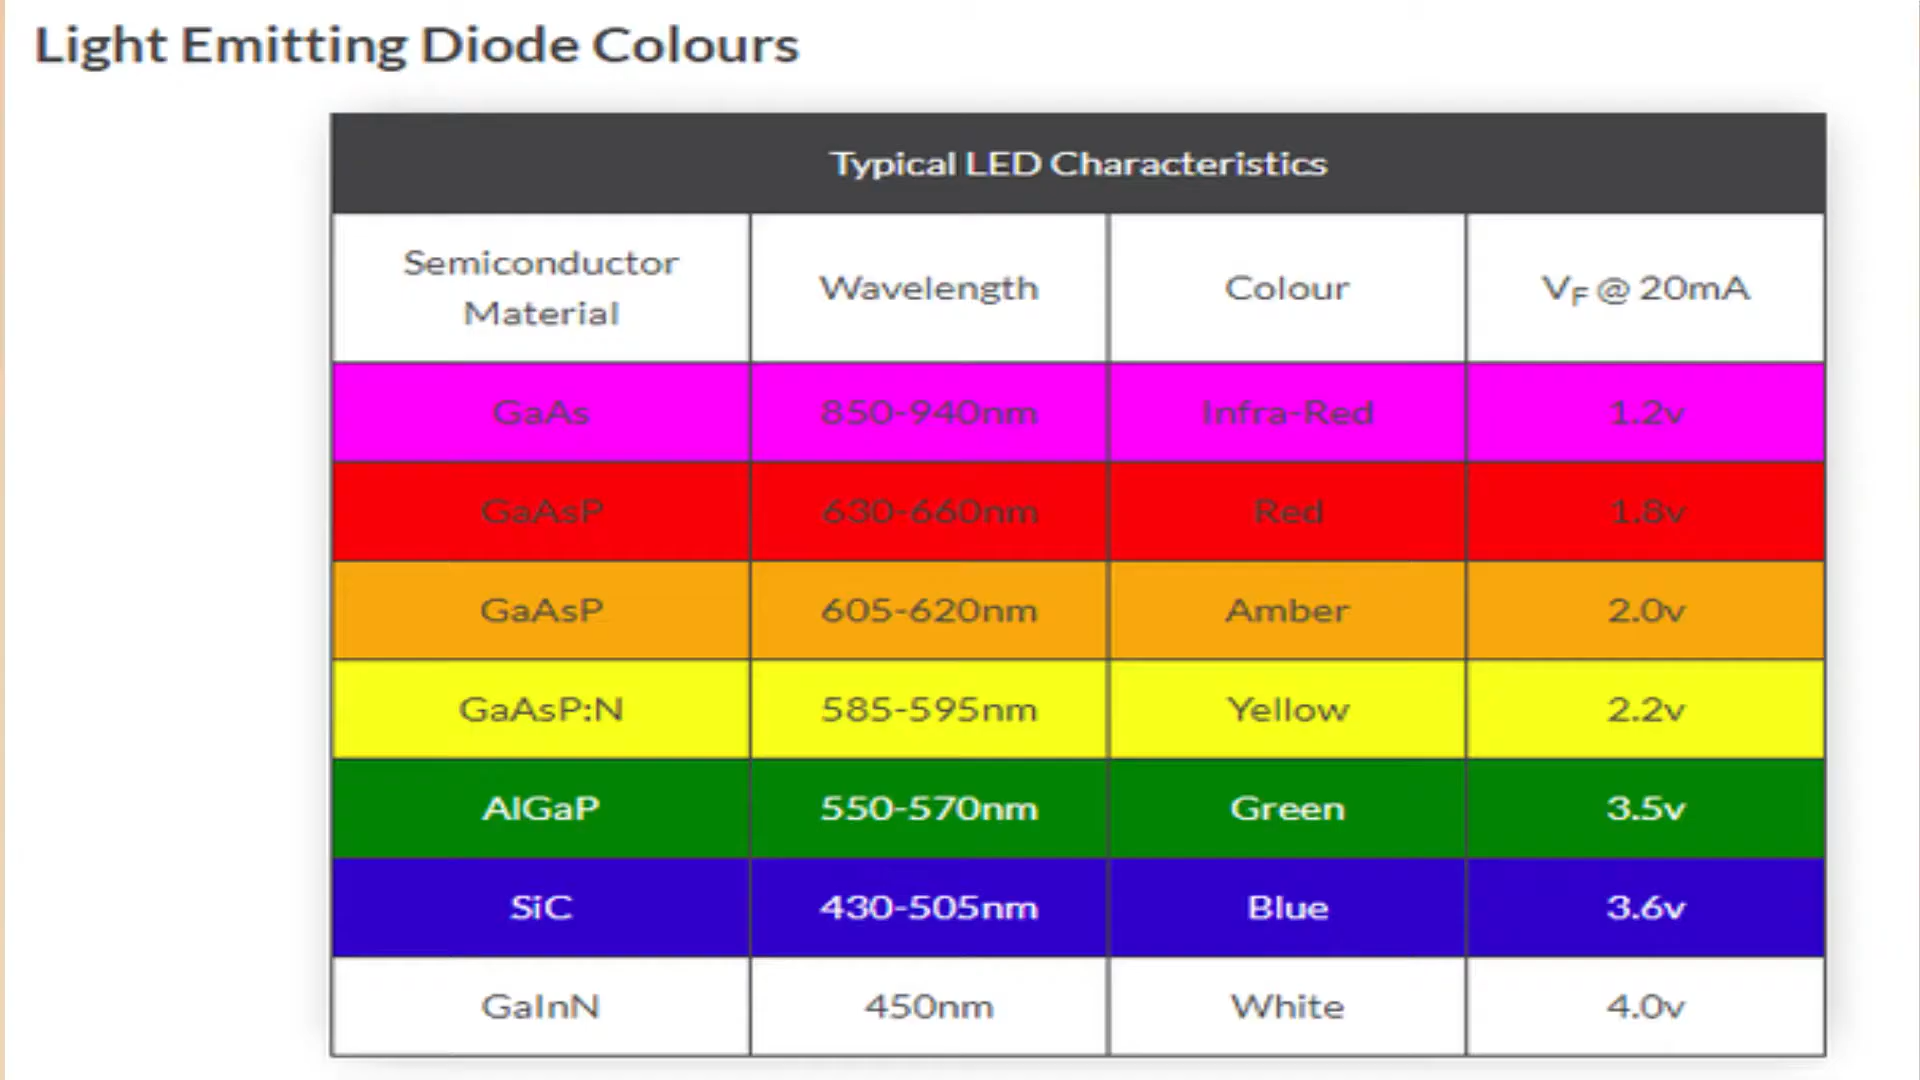 Light Emitting Diode Colours
Typical LED Characteristics
Semiconductor Material Wavelength Colour VF @ 20mA
GaAs 850-940nm Infra-Red 1.2v
GaAsP 630-660nm Red 1.8v
GaAsP 605-620nm Amber 2.0v
GaAsP:N 585-595nm Yellow 2.2v
AlGaP 550-570nm Green 3.5v
SiC 430-505nm Blue 3.6v
GaInN 450nm White 4.0v